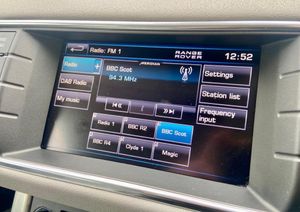 Radio: FM 1
MERIDIAN
RANGE ROVER
12:52
Radio
BBC Scot
94.3 MHz
Settings
DAB Radio
Station list
My music
Frequency input
Radio 1
BBC R2
BBC Scot
BBC R4
Clyde 1
Magic